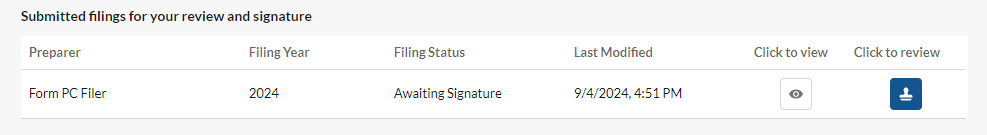 Submitted filings for your review and signature
Preparer Filing Year Filing Status Last Modified Click to view Click to review
Form PC Filer 2024 Awaiting Signature 9/4/2024, 4:51 PM